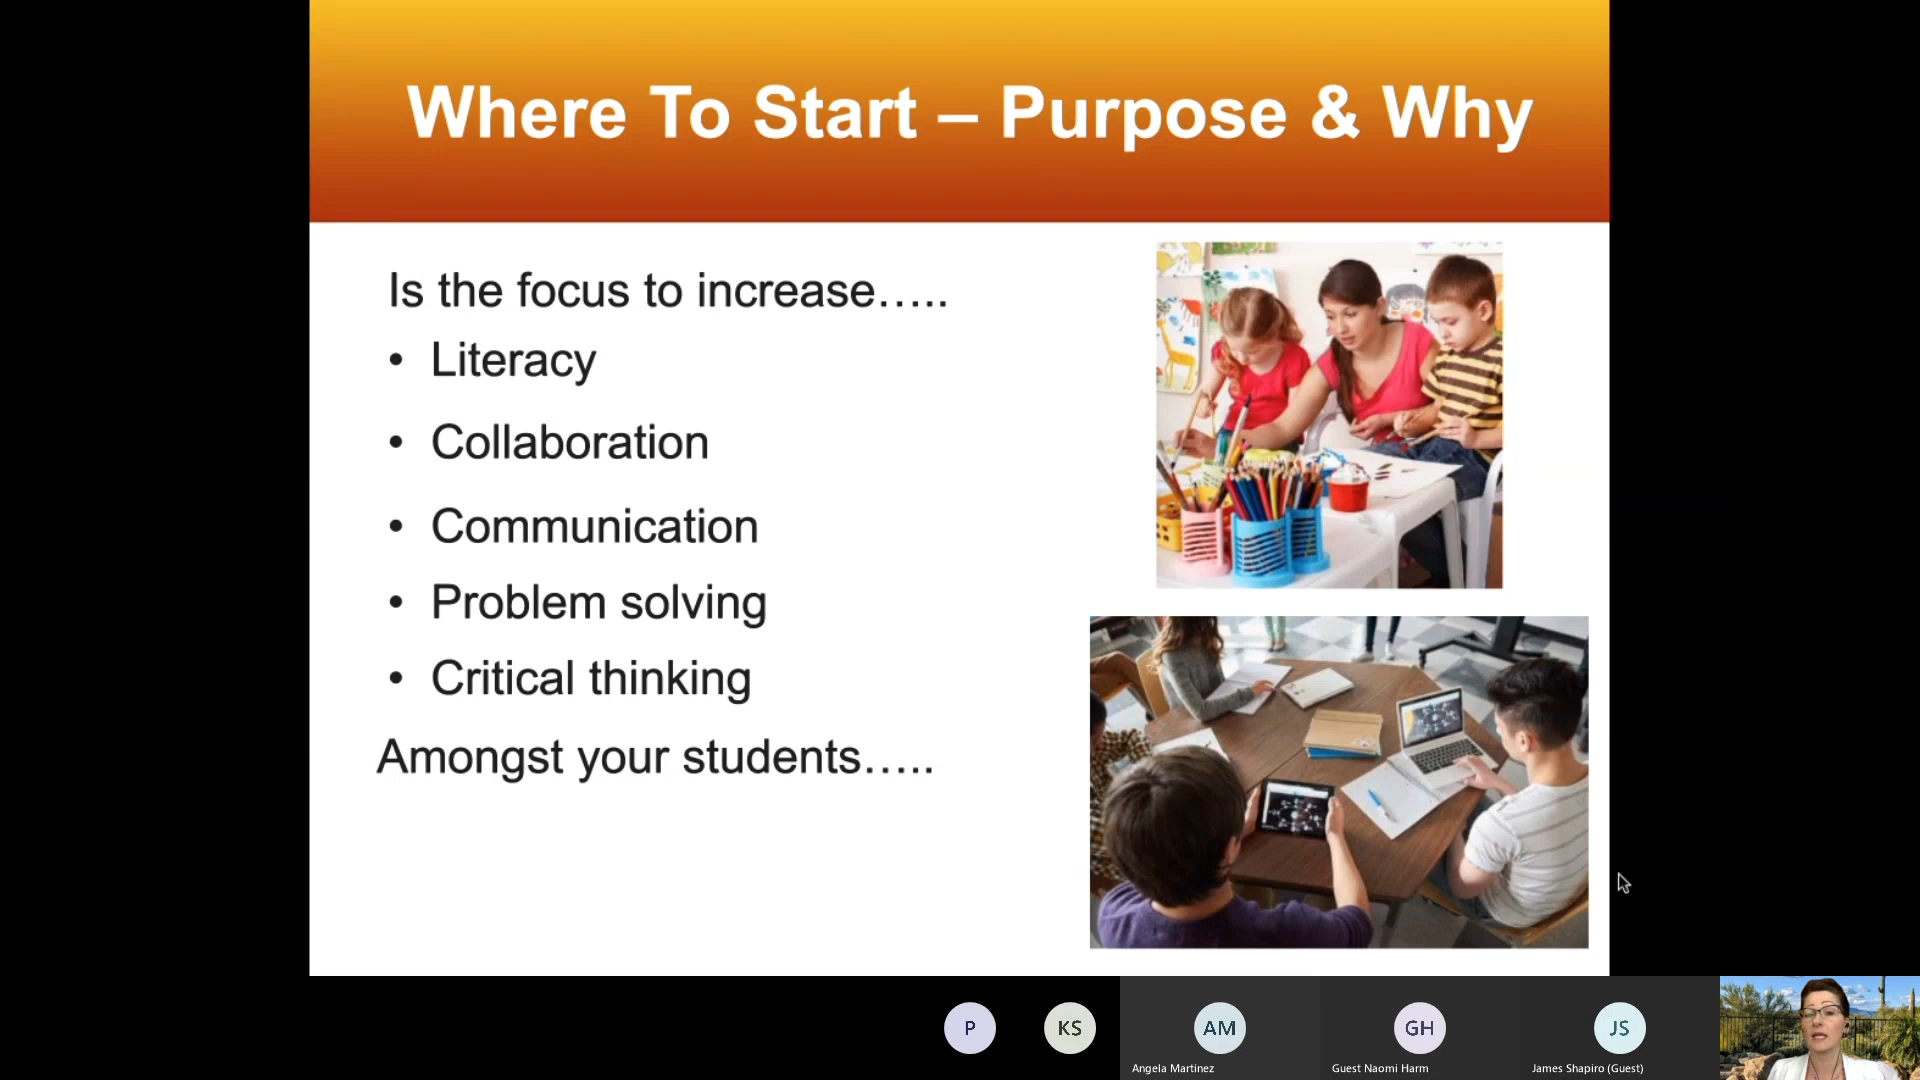 Where To Start – Purpose & Why
Is the focus to increase…..
• Literacy
• Collaboration
• Communication
• Problem solving
• Critical thinking
Amongst your students…..
P
KS
AM
GH
JS
Angela Martinez
Guest Naomi Harm
James Shapiro (Guest)